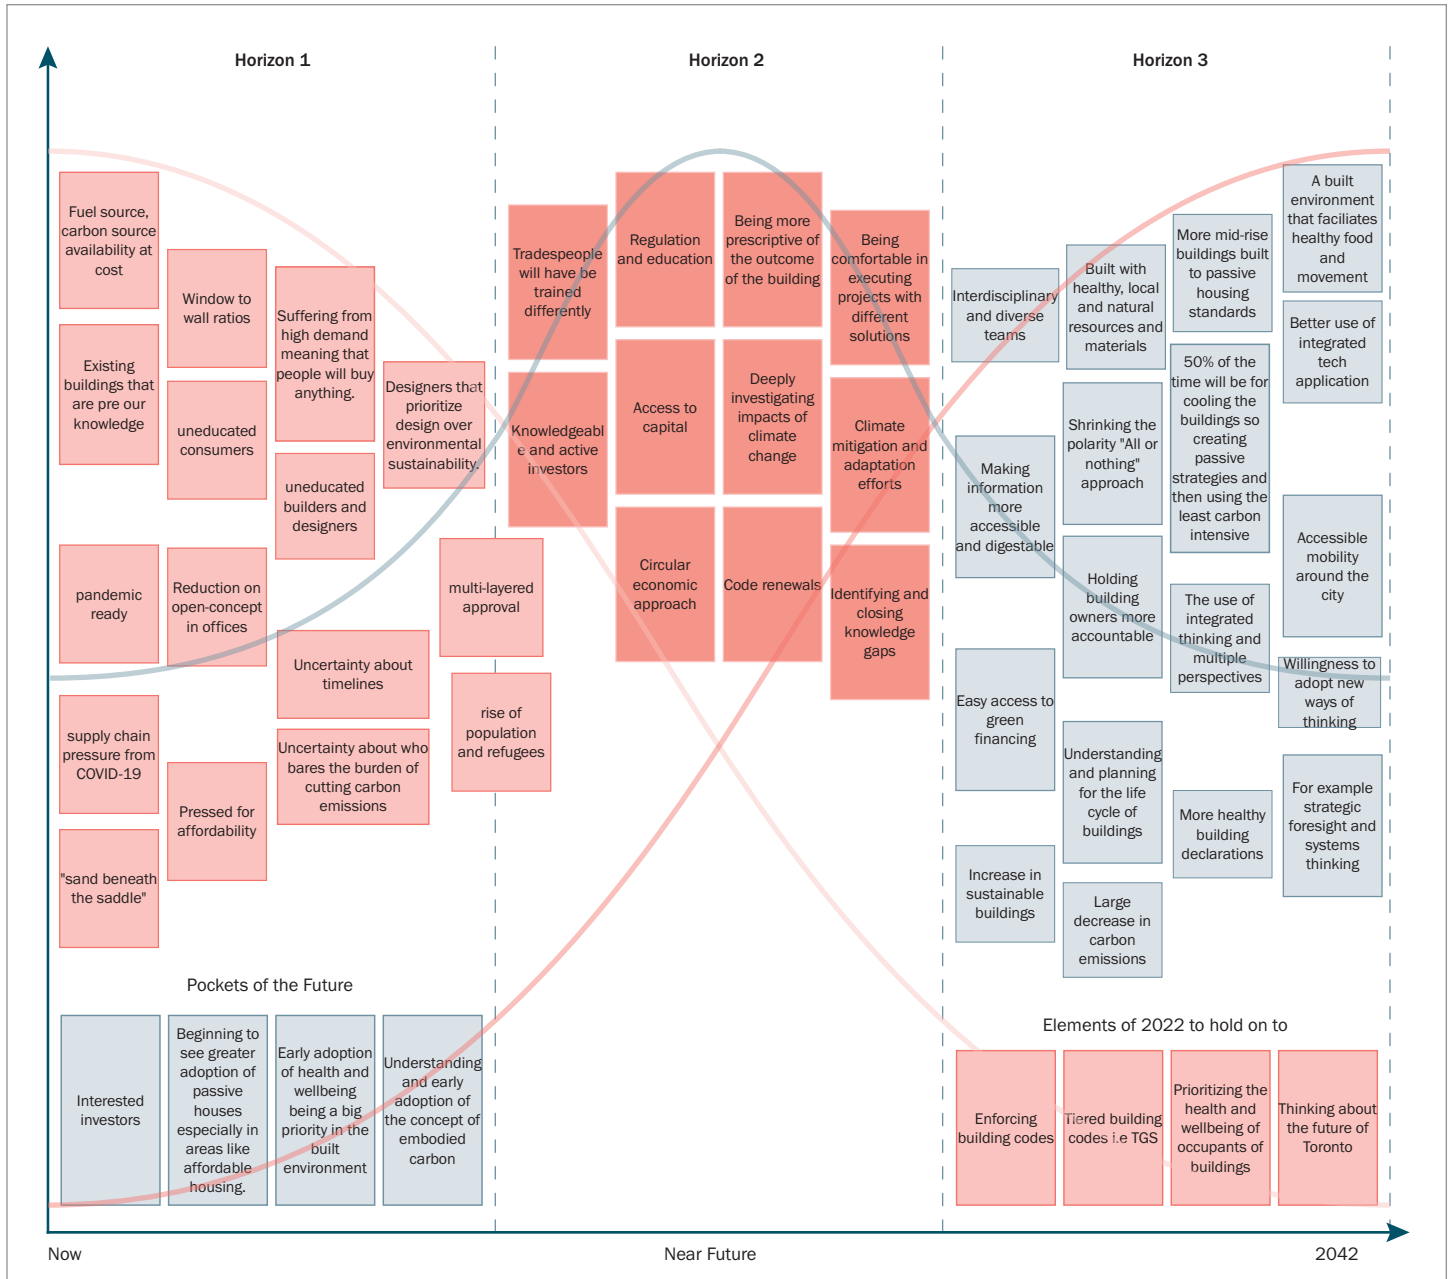 Horizon 1
Horizon 2
Horizon 3
Fuel source,
carbon source
availability at
cost
Existing
buildings that
are pre our
knowledge
pandemic
ready
supply chain
pressure from
COVID-19
"sand beneath
the saddle"
Window to
wall ratios
uneducated
consumers
Reduction on
open-concept
in offices
Pressed for
affordability
Suffering from
high demand
meaning that
people will buy
anything.
uneducated
builders and
designers
Uncertainty about
timelines
Uncertainty about who
bares the burden of
cutting carbon
emissions
Designers that
prioritize
design over
environmental
sustainability.
multi-layered
approval
rise of
population
and refugees
Pockets of the Future
Interested
investors
Beginning to
see greater
adoption of
passive
houses
especially in
areas like
affordable
housing.
Early adoption
of health and
wellbeing
being a big
priority in the
built
environment
Understanding
and early
adoption of
the concept of
embodied
carbon
Tradespeople
will have be
trained
differently
Knowledgeabl
e and active
investors
Regulation
and education
Access to
capital
Circular
economic
approach
Being more
prescriptive of
the outcome
of the building
Deeply
investigating
impacts of
climate
change
Code renewals
Being
comfortable in
executing
projects with
different
solutions
Climate
mitigation and
adaptation
efforts
Identifying and
closing
knowledge
gaps
Interdisciplinary
and diverse
teams
Making
information
more
accessible
and digestable
Easy access to
green
financing
Increase in
sustainable
buildings
Built with
healthy, local
and natural
resources and
materials
Shrinking the
polarity "All or
nothing"
approach
Holding
building
owners more
accountable
Understanding
and planning
for the life
cycle of
buildings
Large
decrease in
carbon
emissions
More mid-rise
buildings built
to passive
housing
standards
50% of the
time will be for
cooling the
buildings so
creating
passive
strategies and
then using the
least carbon
intensive
The use of
integrated
thinking and
multiple
perspectives
More healthy
building
declarations
A built
environment
that faciliates
healthy food
and
movement
Better use of
integrated
tech
application
Accessible
mobility
around the
city
Willingness to
adopt new
ways of
thinking
For example
strategic
foresight and
systems
thinking
Elements of 2022 to hold on to
Enforcing
building codes
Tiered building
codes i.e TGS
Prioritizing the
health and
wellbeing of
occupants of
buildings
Thinking about
the future of
Toronto
Now
Near Future
2042